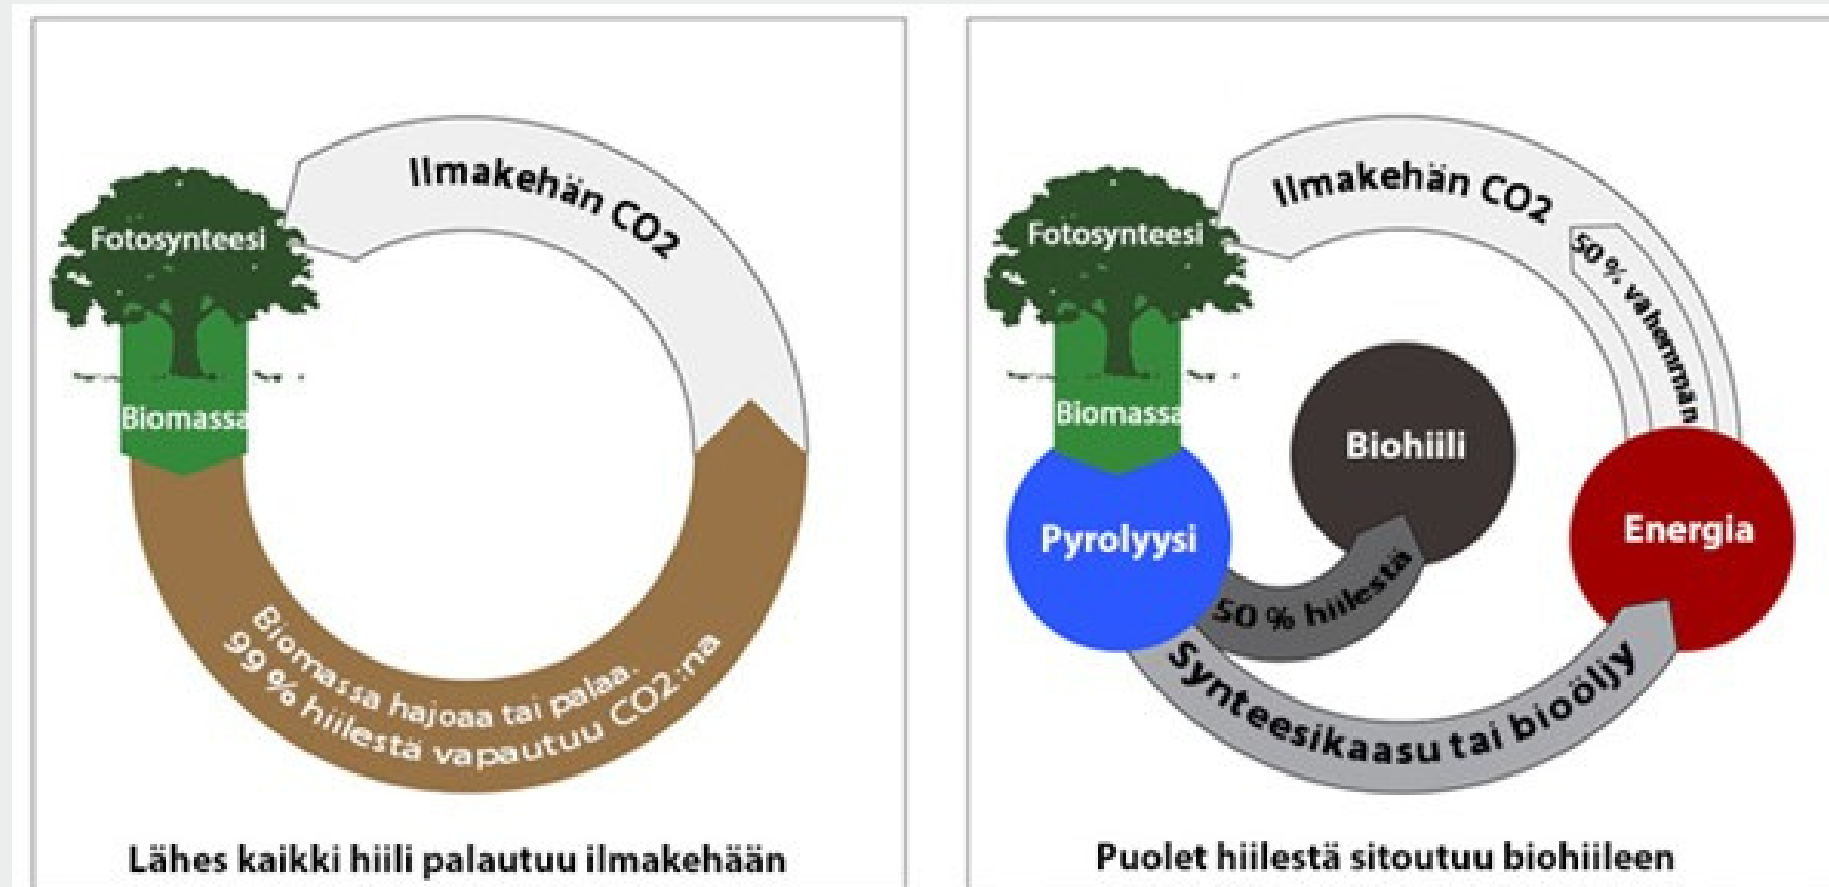 Ilmakehän CO2
Fotosynteesi
Biomassa
Biomassa hajoaa tai palaa.
99 % hiilestä vapautuu CO2:na
Lähes kaikki hiili palautuu ilmakehään
Ilmakehän CO2
50 % vähemmän
Fotosynteesi
Biomassa
Biohiili
Pyrolyysi
Energia
50 % hiilestä
Synteesikaasu tai bioöljy
Puolet hiilestä sitoutuu biohiileen